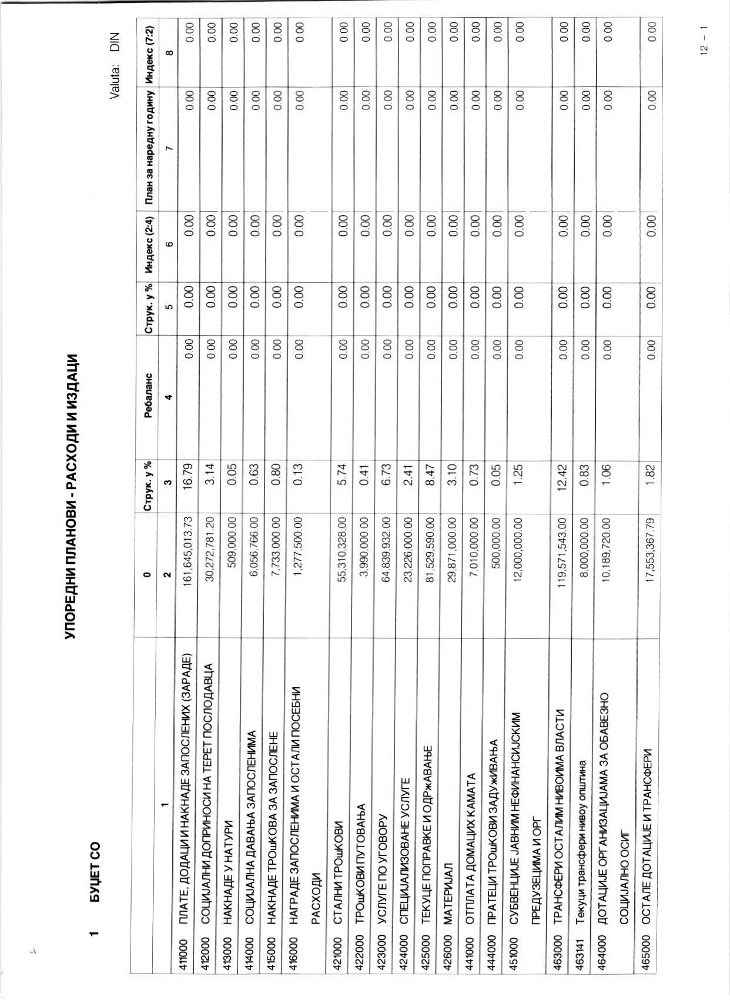 УПОРЕДНИ ПЛАНОВИ - РАСХОДИ И ИЗДАЦИ
1 БУЏЕТ СО
Valuta: DIN
0 Струк. у % Ребаланс Струк. у % Индекс (2:4) План за наредну годину Индекс (7:2)
1 2 3 4 5 6 7 8
411000 ПЛАТЕ, ДОДАЦИ И НАКНАДЕ ЗАПОСЛЕНИХ (ЗАРАДЕ) 161,645,013.73 16.79 0.00 0.00 0.00 0.00 0.00
412000 СОЦИЈАЛНИ ДОПРИНОСИ НА ТЕРЕТ ПОСЛОДАВЦА 30,272,781.20 3.14 0.00 0.00 0.00 0.00 0.00
413000 НАКНАДЕ У НАТУРИ 509,000.00 0.05 0.00 0.00 0.00 0.00 0.00
414000 СОЦИЈАЛНА ДАВАЊА ЗАПОСЛЕНИМА 6,056,766.00 0.63 0.00 0.00 0.00 0.00 0.00
415000 НАКНАДЕ ТРОшКОВА ЗА ЗАПОСЛЕНЕ 7,733,000.00 0.80 0.00 0.00 0.00 0.00 0.00
416000 НАГРАДЕ ЗАПОСЛЕНИМА И ОСТАЛИ ПОСЕБНИ 1,277,500.00 0.13 0.00 0.00 0.00 0.00 0.00
РАСХОДИ
421000 СТАЛНИ ТРОшКОВИ 55,310,328.00 5.74 0.00 0.00 0.00 0.00 0.00
422000 ТРОшКОВИ ПУТОВАЊА 3,990,000.00 0.41 0.00 0.00 0.00 0.00 0.00
423000 УСЛУГЕ ПО УГОВОРУ 64,839,932.00 6.73 0.00 0.00 0.00 0.00 0.00
424000 СПЕЦИЈАЛИЗОВАНЕ УСЛУГЕ 23,226,000.00 2.41 0.00 0.00 0.00 0.00 0.00
425000 ТЕКУЦЕ ПОПРАВКЕ И ОДРжАВАЊЕ 81,529,590.00 8.47 0.00 0.00 0.00 0.00 0.00
426000 МАТЕРИЈАЛ 29,871,000.00 3.10 0.00 0.00 0.00 0.00 0.00
441000 ОТПЛАТА ДОМАЦИХ КАМАТА 7,010,000.00 0.73 0.00 0.00 0.00 0.00 0.00
444000 ПРАТЕЦИ ТРОшКОВИ ЗАДУжИВАЊА 500,000.00 0.05 0.00 0.00 0.00 0.00 0.00
451000 СУБВЕНЦИЈЕ ЈАВНИМ НЕФИНАНСИЈСКИМ 12,000,000.00 1.25 0.00 0.00 0.00 0.00 0.00
ПРЕДУЗЕЦИМА И ОРГ
463000 ТРАНСФЕРИ ОСТАЛИМ НИВОИМА ВЛАСТИ 119,571,543.00 12.42 0.00 0.00 0.00 0.00 0.00
463141 Текуци трансфери нивоу општина 8,000,000.00 0.83 0.00 0.00 0.00 0.00 0.00
464000 ДОТАЦИЈЕ ОРГАНИЗАЦИЈАМА ЗА ОБАВЕЗНО 10,189,720.00 1.06 0.00 0.00 0.00 0.00 0.00
СОЦИЈАЛНО ОСИГ
465000 ОСТАЛЕ ДОТАЦИЈЕ И ТРАНСФЕРИ 17,553,367.79 1.82 0.00 0.00 0.00 0.00 0.00
12 - 1